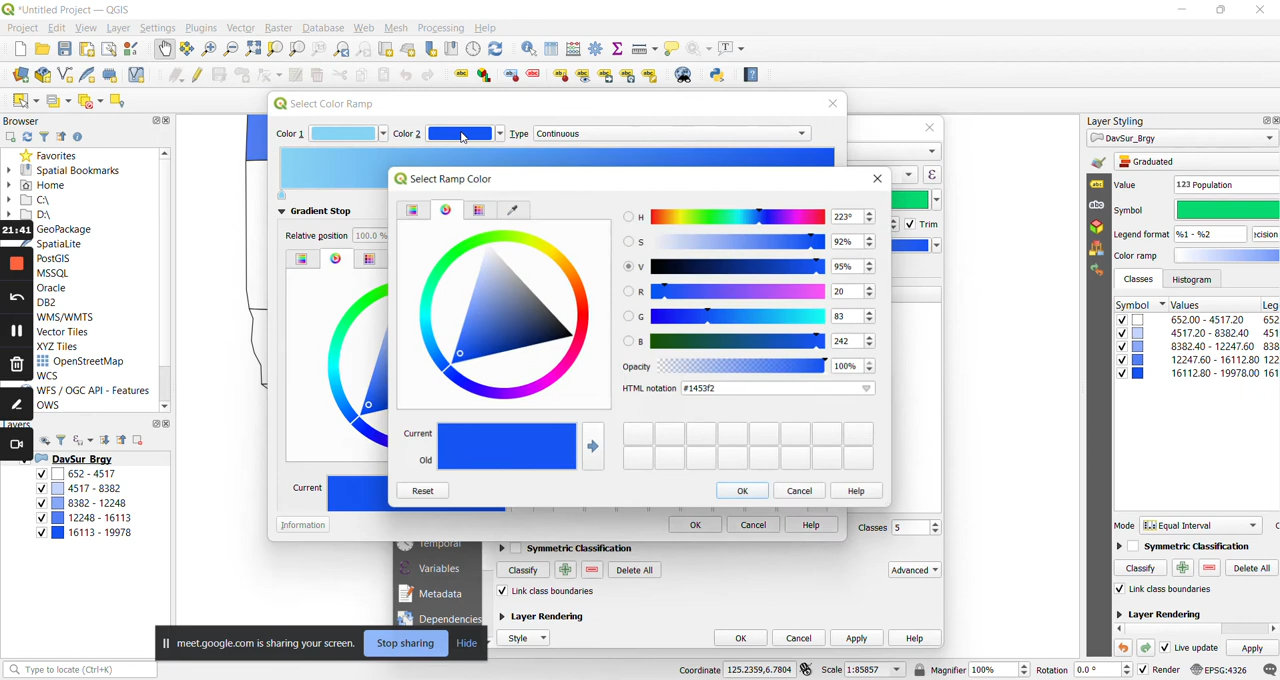 *Untitled Project — QGIS
Project Edit View Layer Settings Plugins Vector Raster Database Web Mesh Processing Help
Browser
Favorites
Spatial Bookmarks
Home
C:\
D:\
GeoPackage
SpatiaLite
PostGIS
MSSQL
Oracle
DB2
WMS/WMTS
Vector Tiles
XYZ Tiles
OpenStreetMap
WCS
WFS / OGC API - Features
OWS
21:41
Layers
DavSur_Brgy
652 - 4517
4517 - 8382
8382 - 12248
12248 - 16113
16113 - 19978
Select Color Ramp
Color 1 Color 2 Type Continuous
Gradient Stop
Relative position 100.0 %
Current
Information OK Cancel Help
Select Ramp Color
H 223°
S 92%
V 95%
R 20
G 83
B 242
Opacity 100%
HTML notation #1453f2
Current
Old
Reset OK Cancel Help
ε
Trim
Classes 5
Temporal
Variables
Metadata
Dependencies
Symmetric Classification
Classify Delete All Advanced
Link class boundaries
Layer Rendering
Style OK Cancel Apply Help
Layer Styling
DavSur_Brgy
Graduated
Value 123 Population
Symbol
Legend format %1 - %2 cision
Color ramp
Classes Histogram
Symbol Values Leg
652.00 - 4517.20 652
4517.20 - 8382.40 451
8382.40 - 12247.60 838
12247.60 - 16112.80 122
16112.80 - 19978.00 161
Mode Equal Interval C
Symmetric Classification
Classify Delete All
Link class boundaries
Layer Rendering
Live update Apply
meet.google.com is sharing your screen. Stop sharing Hide
Type to locate (Ctrl+K) Coordinate 125.2359,6.7804 Scale 1:85857 Magnifier 100% Rotation 0.0 ° Render EPSG:4326